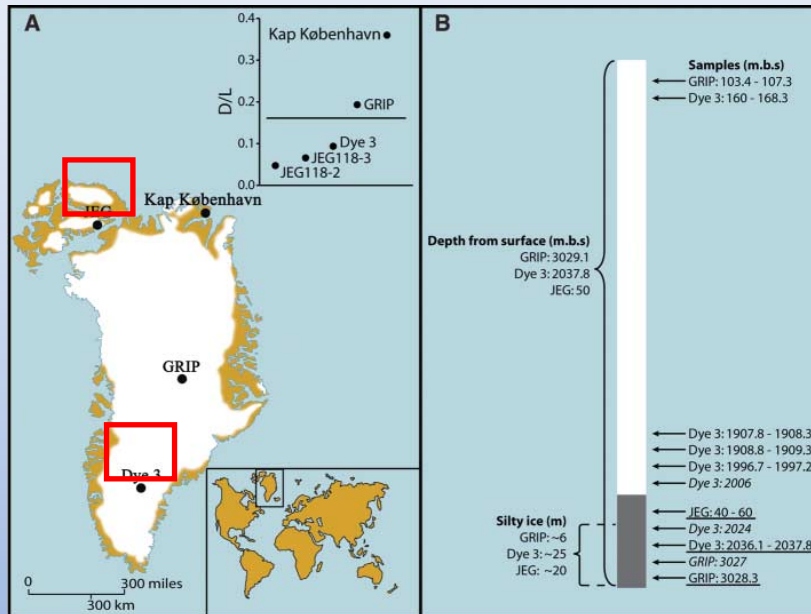 A
0.4
0.3
0.2
0.1
0.0
D/L
Kap København
GRIP
Dye 3
JEG118-3
JEG118-2
JEG
Kap København
GRIP
Dye 3
0
300 miles
300 km
B
Samples (m.b.s)
GRIP: 103.4 - 107.3
Dye 3: 160 - 168.3
Depth from surface (m.b.s)
GRIP: 3029.1
Dye 3: 2037.8
JEG: 50
Dye 3: 1907.8 - 1908.3
Dye 3: 1908.8 - 1909.3
Dye 3: 1996.7 - 1997.2
Dye 3: 2006
JEG: 40 - 60
Dye 3: 2024
Dye 3: 2036.1 - 2037.8
GRIP: 3027
GRIP: 3028.3
Silty ice (m)
GRIP: ~6
Dye 3: ~25
JEG: ~20